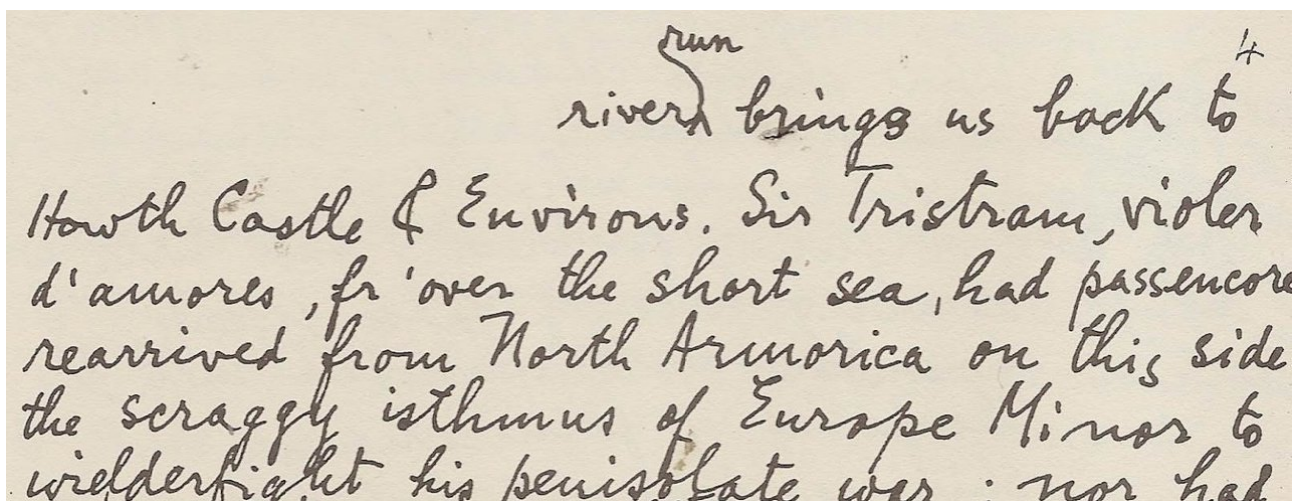 run
4
river brings us back to
Howth Castle & Environs. Sir Tristram, violer
d'amores, fr'over the short sea, had passencore
rearrived from North Armorica on this side
the scraggy isthmus of Europe Minor to
wielderfight his penisolate war : nor had